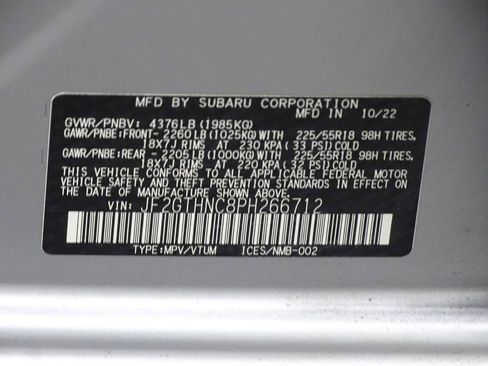 MFD BY SUBARU CORPORATION MFD IN 10/22
GVWR/PNBV: 4376LB (1985KG)
GAWR/PNBE:FRONT-2260LB(1025KG)WITH 225/55R18 98H TIRES,
18X7J RIMS AT 230 KPA (33 PSI)COLD
GAWR/PNBE:REAR -2205LB(1000KG)WITH 225/55R18 98H TIRES,
18X7J RIMS AT 220 KPA (32 PSI)COLD
THIS VEHICLE CONFORMS TO ALL APPLICABLE FEDERAL MOTOR
VEHICLE SAFETY AND THEFT PREVENTION STANDARDS IN EFFECT
ON THE DATE OF MANUFACTURE SHOWN ABOVE.
VIN: JF2GTHNC8PH266712
TYPE:MPV/VTUM ICES/NMB-002